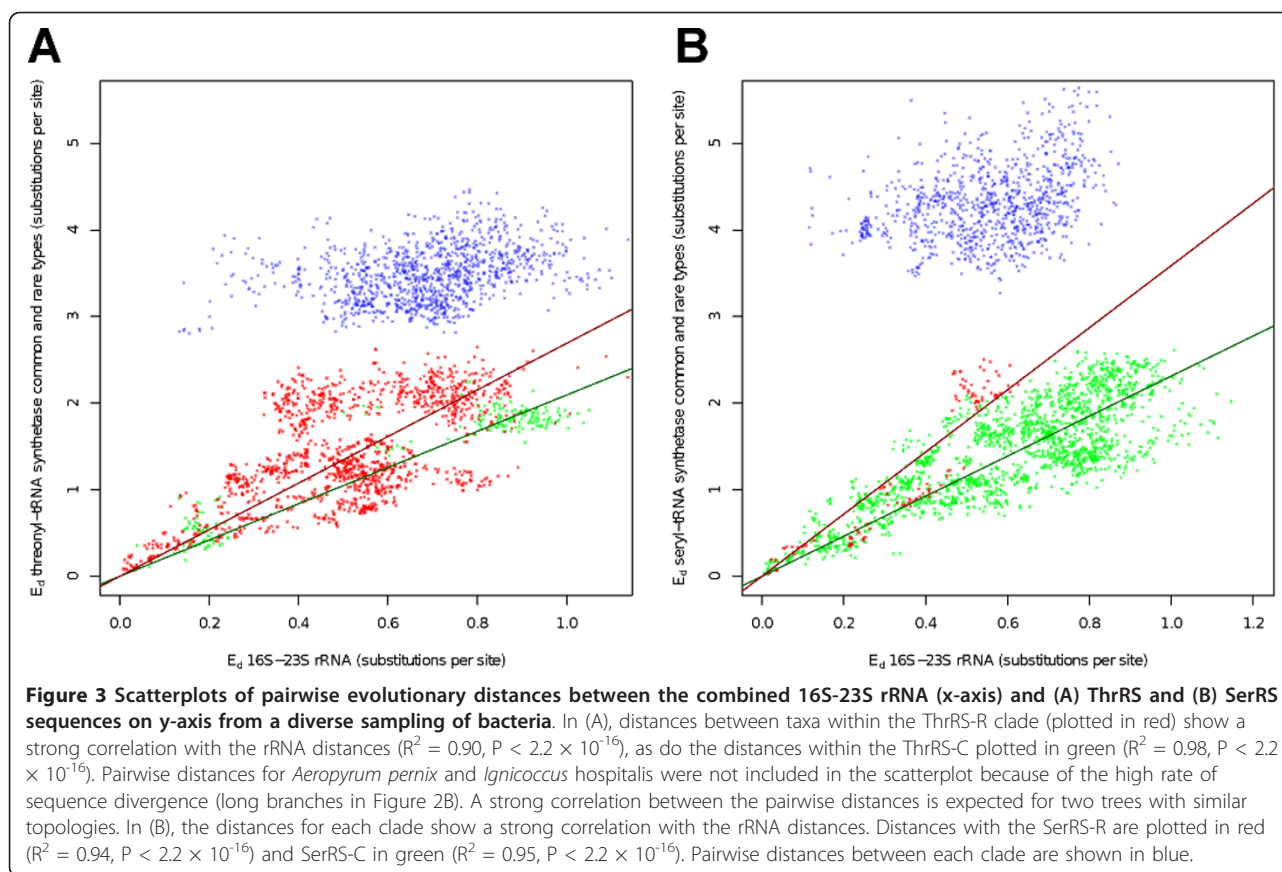 A
B
E_d threonyl−tRNA synthetase common and rare types (substitutions per site)
5
4
3
2
1
0
0.0 0.2 0.4 0.6 0.8 1.0
E_d 16S−23S rRNA (substitutions per site)
E_d seryl−tRNA synthetase common and rare types (substitutions per site)
5
4
3
2
1
0
0.0 0.2 0.4 0.6 0.8 1.0 1.2
E_d 16S−23S rRNA (substitutions per site)
Figure 3 Scatterplots of pairwise evolutionary distances between the combined 16S-23S rRNA (x-axis) and (A) ThrRS and (B) SerRS
sequences on y-axis from a diverse sampling of bacteria. In (A), distances between taxa within the ThrRS-R clade (plotted in red) show a
strong correlation with the rRNA distances (R² = 0.90, P < 2.2 × 10⁻¹⁶), as do the distances within the ThrRS-C plotted in green (R² = 0.98, P < 2.2
× 10⁻¹⁶). Pairwise distances for Aeropyrum pernix and Ignicoccus hospitalis were not included in the scatterplot because of the high rate of
sequence divergence (long branches in Figure 2B). A strong correlation between the pairwise distances is expected for two trees with similar
topologies. In (B), the distances for each clade show a strong correlation with the rRNA distances. Distances with the SerRS-R are plotted in red
(R² = 0.94, P < 2.2 × 10⁻¹⁶) and SerRS-C in green (R² = 0.95, P < 2.2 × 10⁻¹⁶). Pairwise distances between each clade are shown in blue.